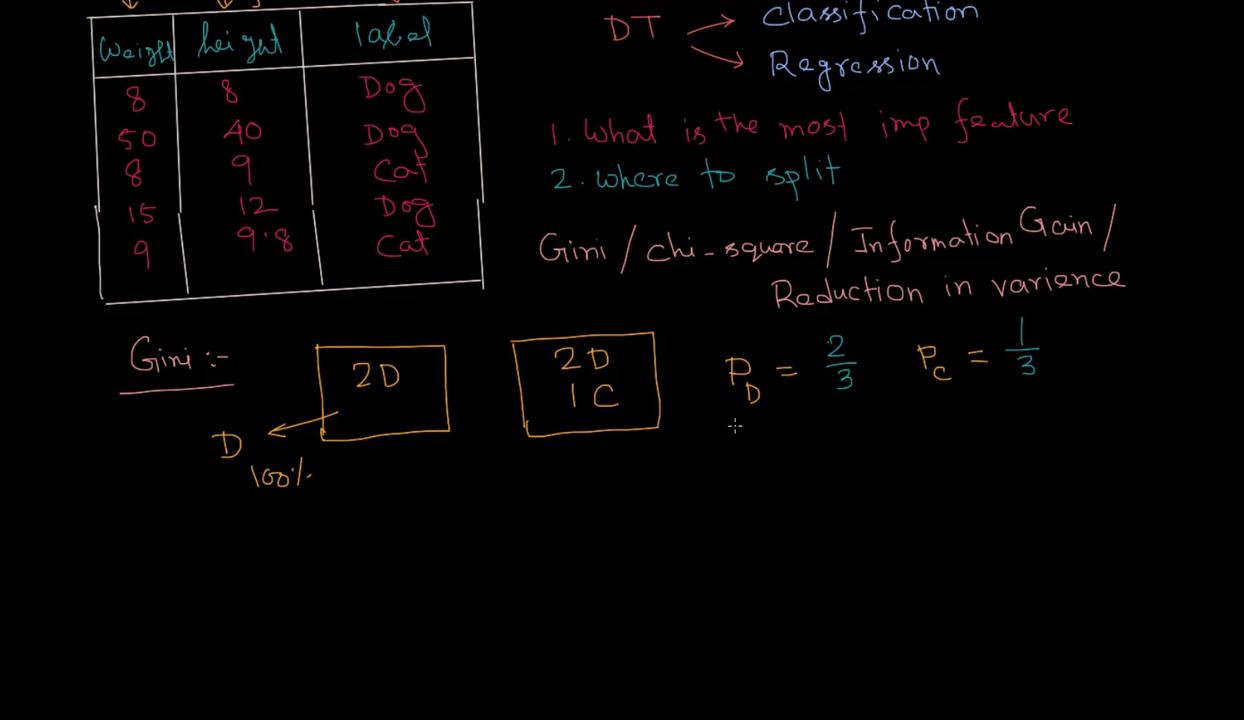 weight height label
8 8 Dog
50 40 Dog
8 9 Cat
15 12 Dog
9 9.8 Cat
DT
Classification
Regression
1. What is the most imp feature
2. where to split
Gini / chi-square / Information Gain /
Reduction in varience
Gini :-
2D
D
100%
2D
1C
P_D = 2/3 P_C = 1/3